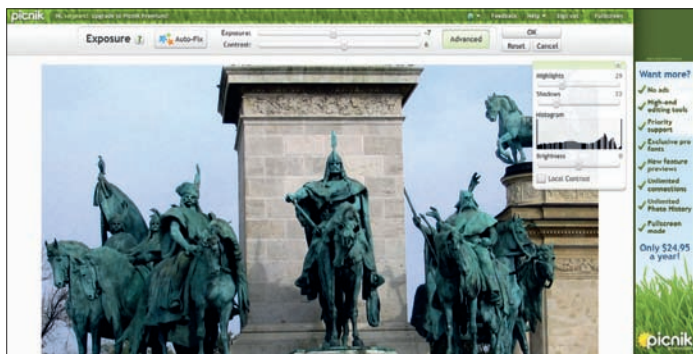 picnik
Upgrade to Picnik Premium!
Feedback Help Sign out Fullscreen
Exposure
Auto-Fix
Exposure: -7
Contrast: 6
Advanced
OK
Reset Cancel
Highlights 29
Shadows
Histogram
Brightness 0
Local Contrast
Want more?
No ads
High-end
editing tools
Priority
support
Exclusive pro
fonts
New feature
previews
Unlimited
connections
Unlimited
Photo History
Fullscreen
mode
Only $24.95
a year!
picnik